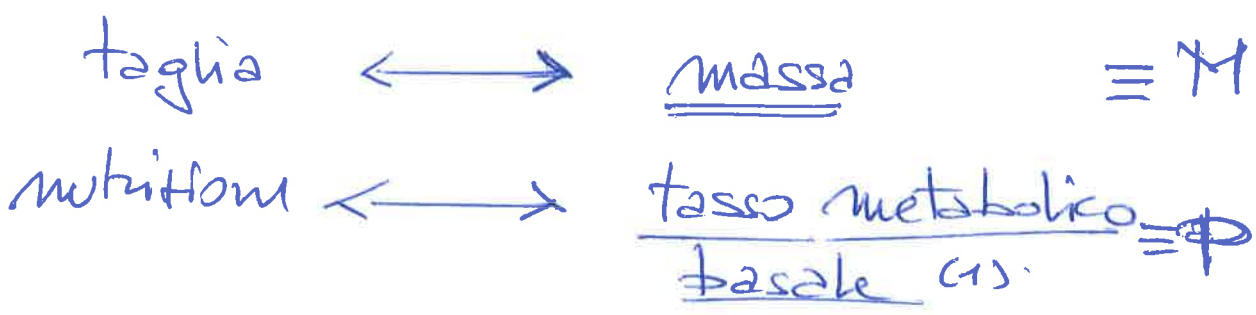 taglia ⟷ massa ≡ M
nutrizione ⟷ tasso metabolico ≡ Φ
basale (1).